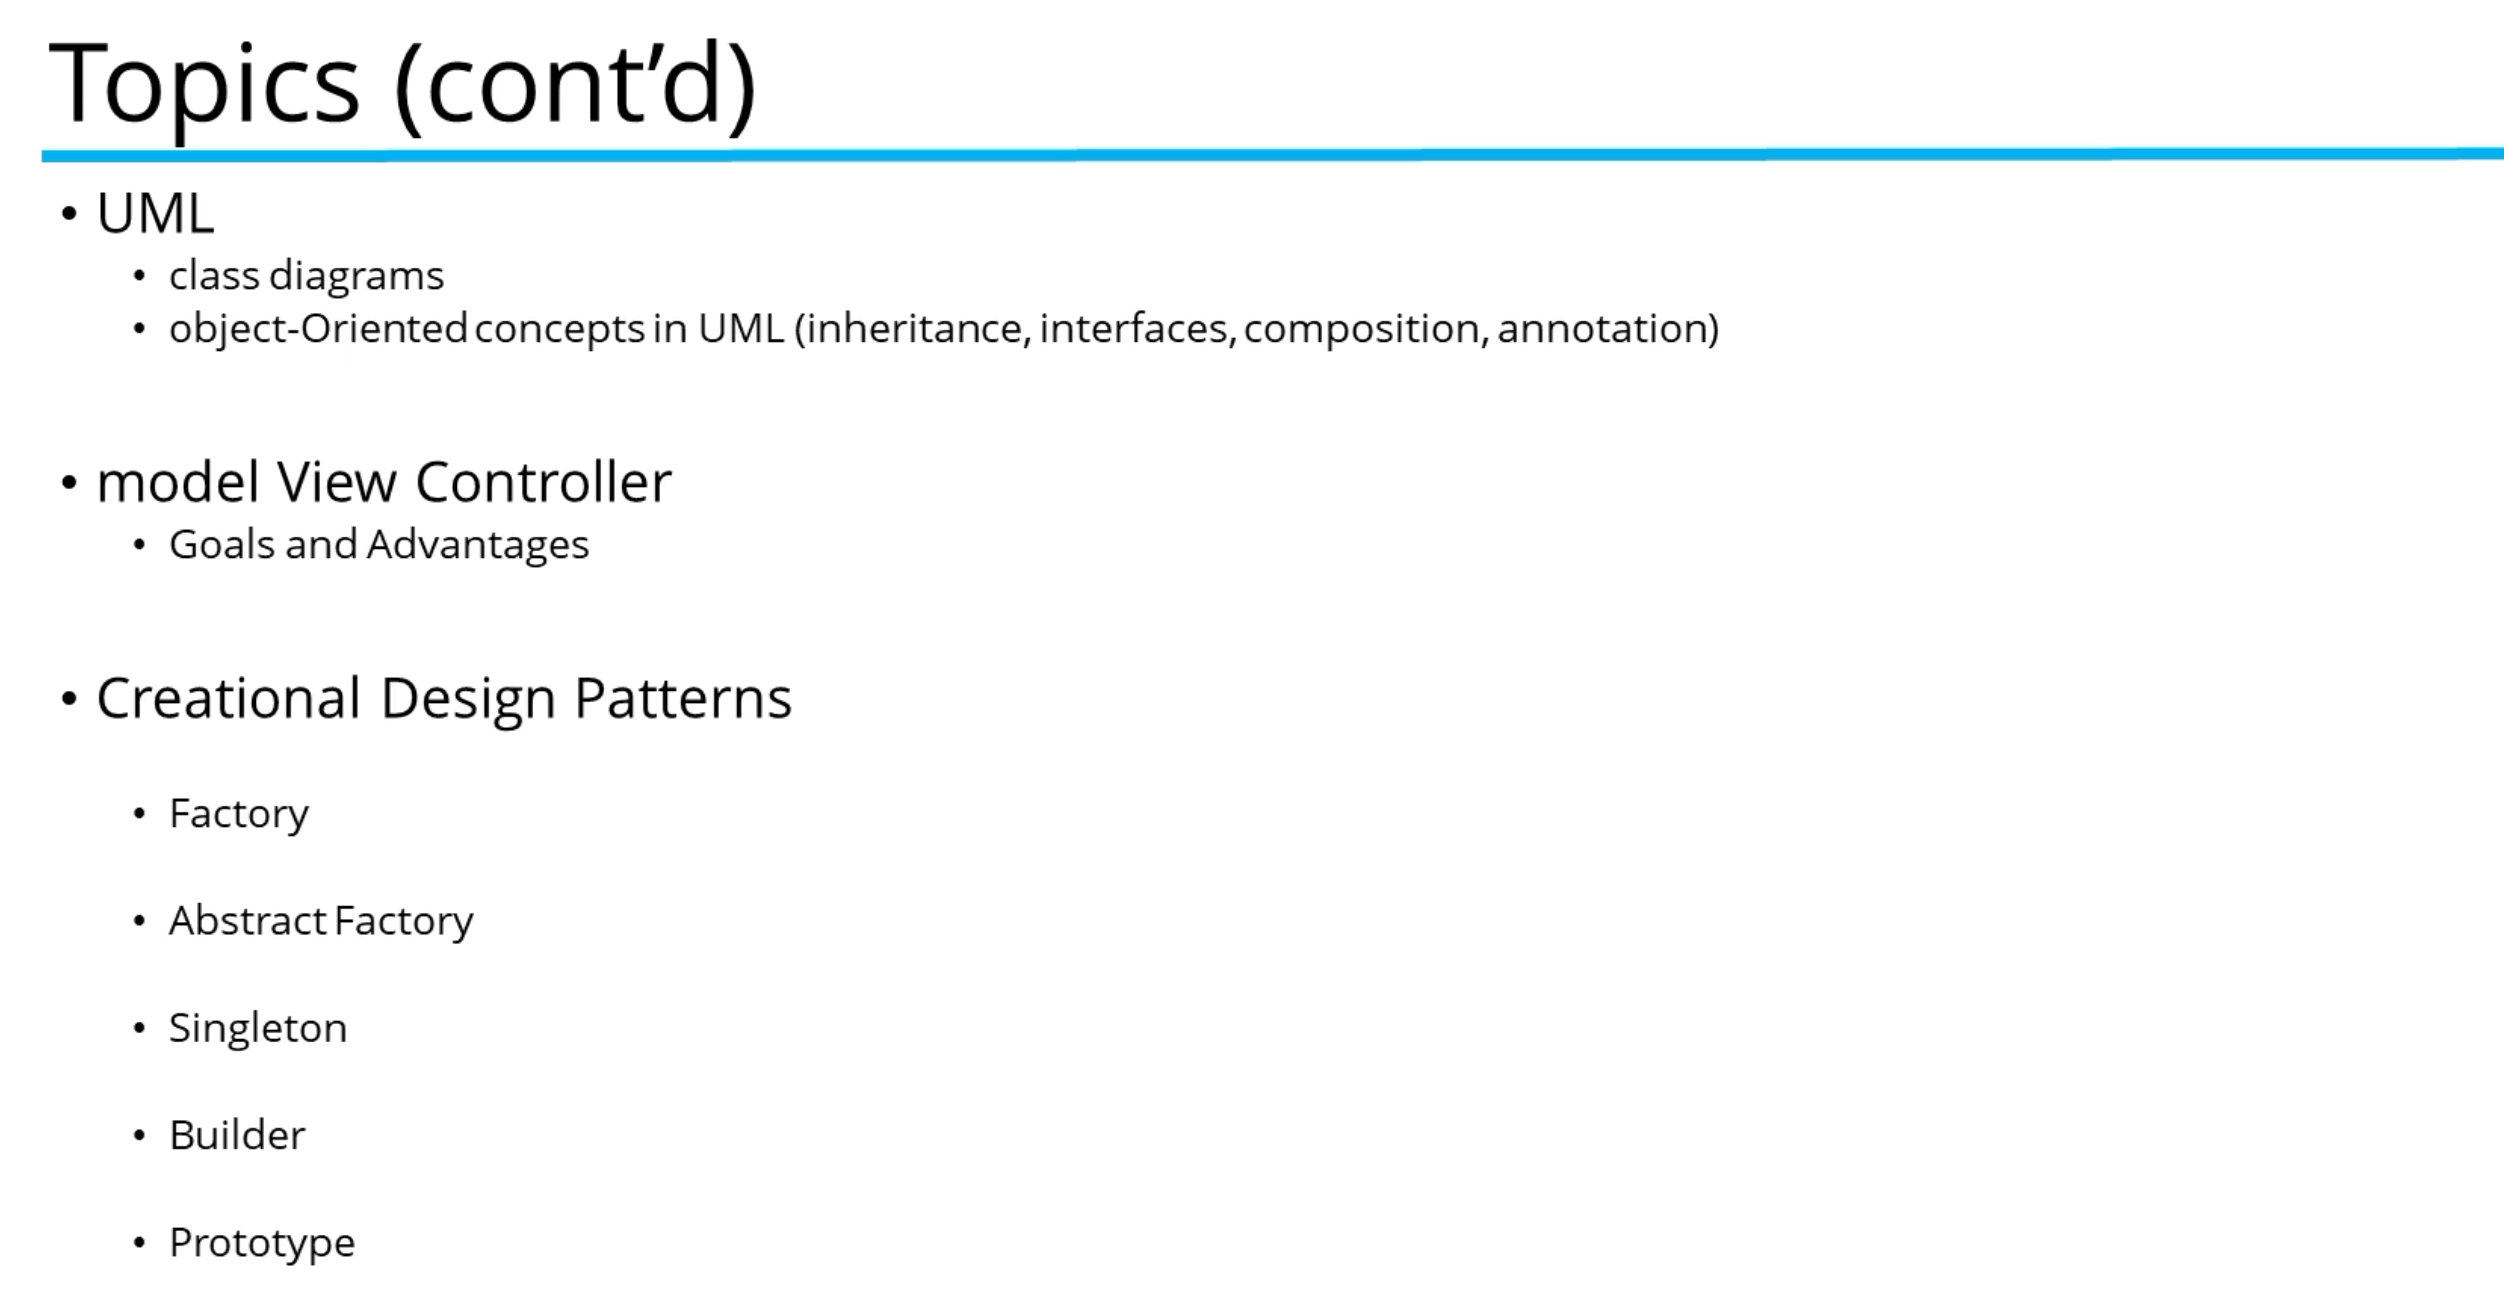 Topics (cont’d)
• UML
• class diagrams
• object-Oriented concepts in UML (inheritance, interfaces, composition, annotation)
• model View Controller
• Goals and Advantages
• Creational Design Patterns
• Factory
• Abstract Factory
• Singleton
• Builder
• Prototype